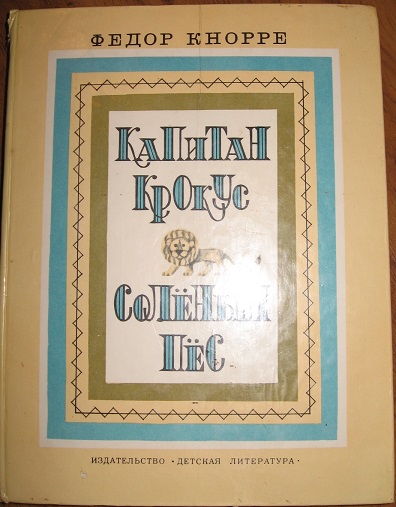 ФЕДОР КНОРРЕ
КАПИТАН
КРОКУС
СОЛЁНЫЙ
ПЁС
ИЗДАТЕЛЬСТВО • ДЕТСКАЯ ЛИТЕРАТУРА •